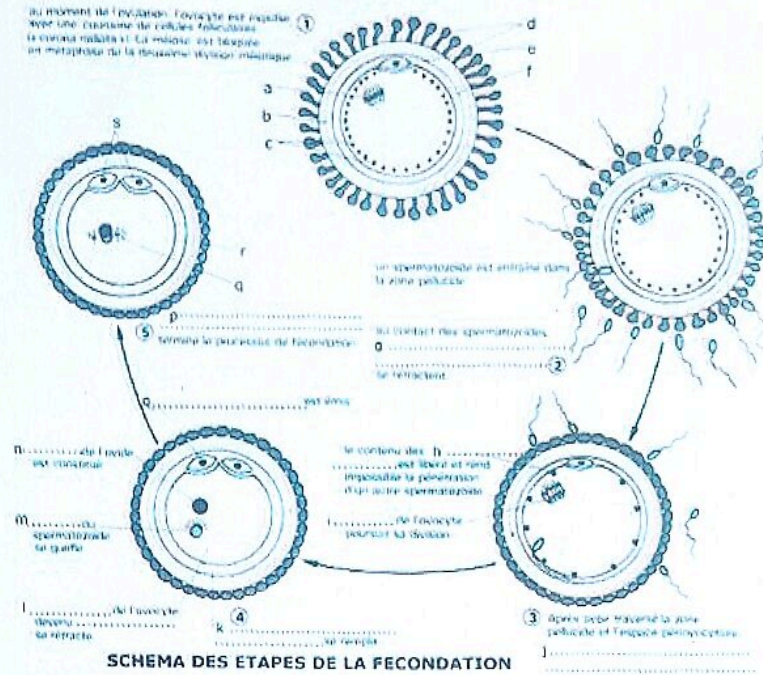 au moment de l'ovulation, l'ovocyte est expulsé
avec une couronne de cellules folliculaires
(« corona radiata »). La méiose est bloquée
en métaphase de la deuxième division méiotique
①
a
b
c
d
e
f
un spermatozoïde est entraîné dans
la zone pellucide
au contact des spermatozoïdes
g ..............................
.............................. ②
se rétractent
s
r
q
p ..............................
⑤ ..............................
termine le processus de fécondation
o .............................. est émis
n .......... de l'ovule
est constitué
m .......... du
spermatozoïde
se gonfle
l .......... de l'ovocyte
devenu ..........
se rétracte
④
k ..............................
.............................. se remplit
le contenu des h ..........
.......... est libéré et rend
impossible la pénétration
d'un autre spermatozoïde
i .......... de l'ovocyte
poursuit sa division
③ Après avoir traversé la zone
pellucide et l'espace
j ..............................
SCHEMA DES ETAPES DE LA FECONDATION